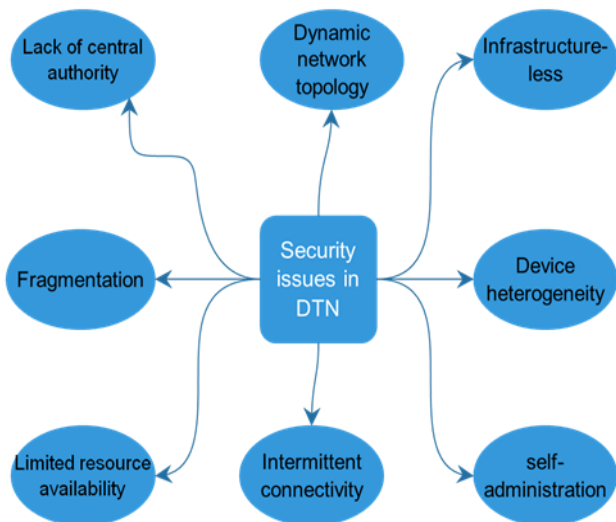 Lack of central
authority
Dynamic
network
topology
Infrastructure-
less
Fragmentation
Security
issues in
DTN
Device
heterogeneity
Limited resource
availability
Intermittent
connectivity
self-
administration